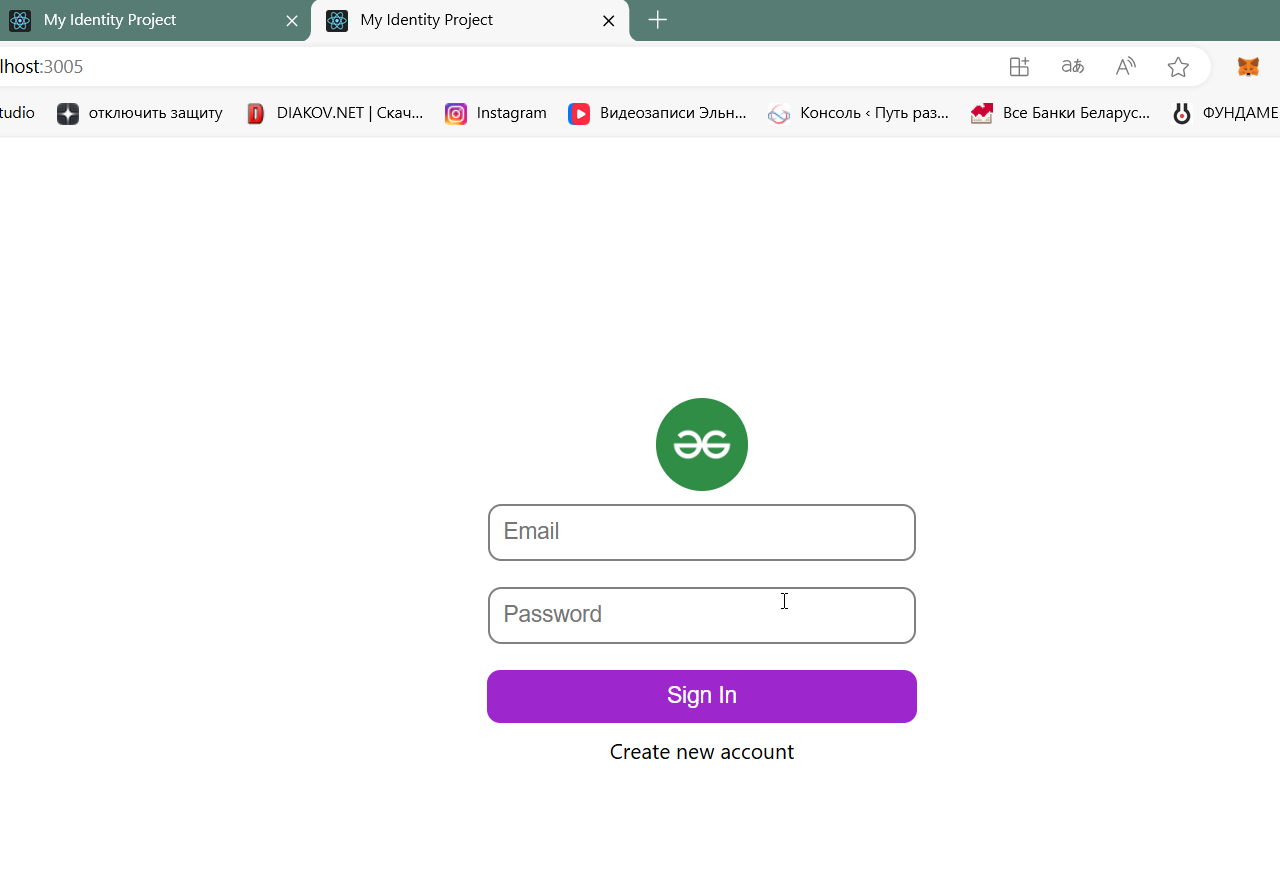 My Identity Project
My Identity Project
lhost:3005
tudio
отключить защиту
DIAKOV.NET | Скач...
Instagram
Видеозаписи Эльн...
Консоль ‹ Путь раз...
Все Банки Беларус...
ФУНДАМЕ
Email
Password
Sign In
Create new account